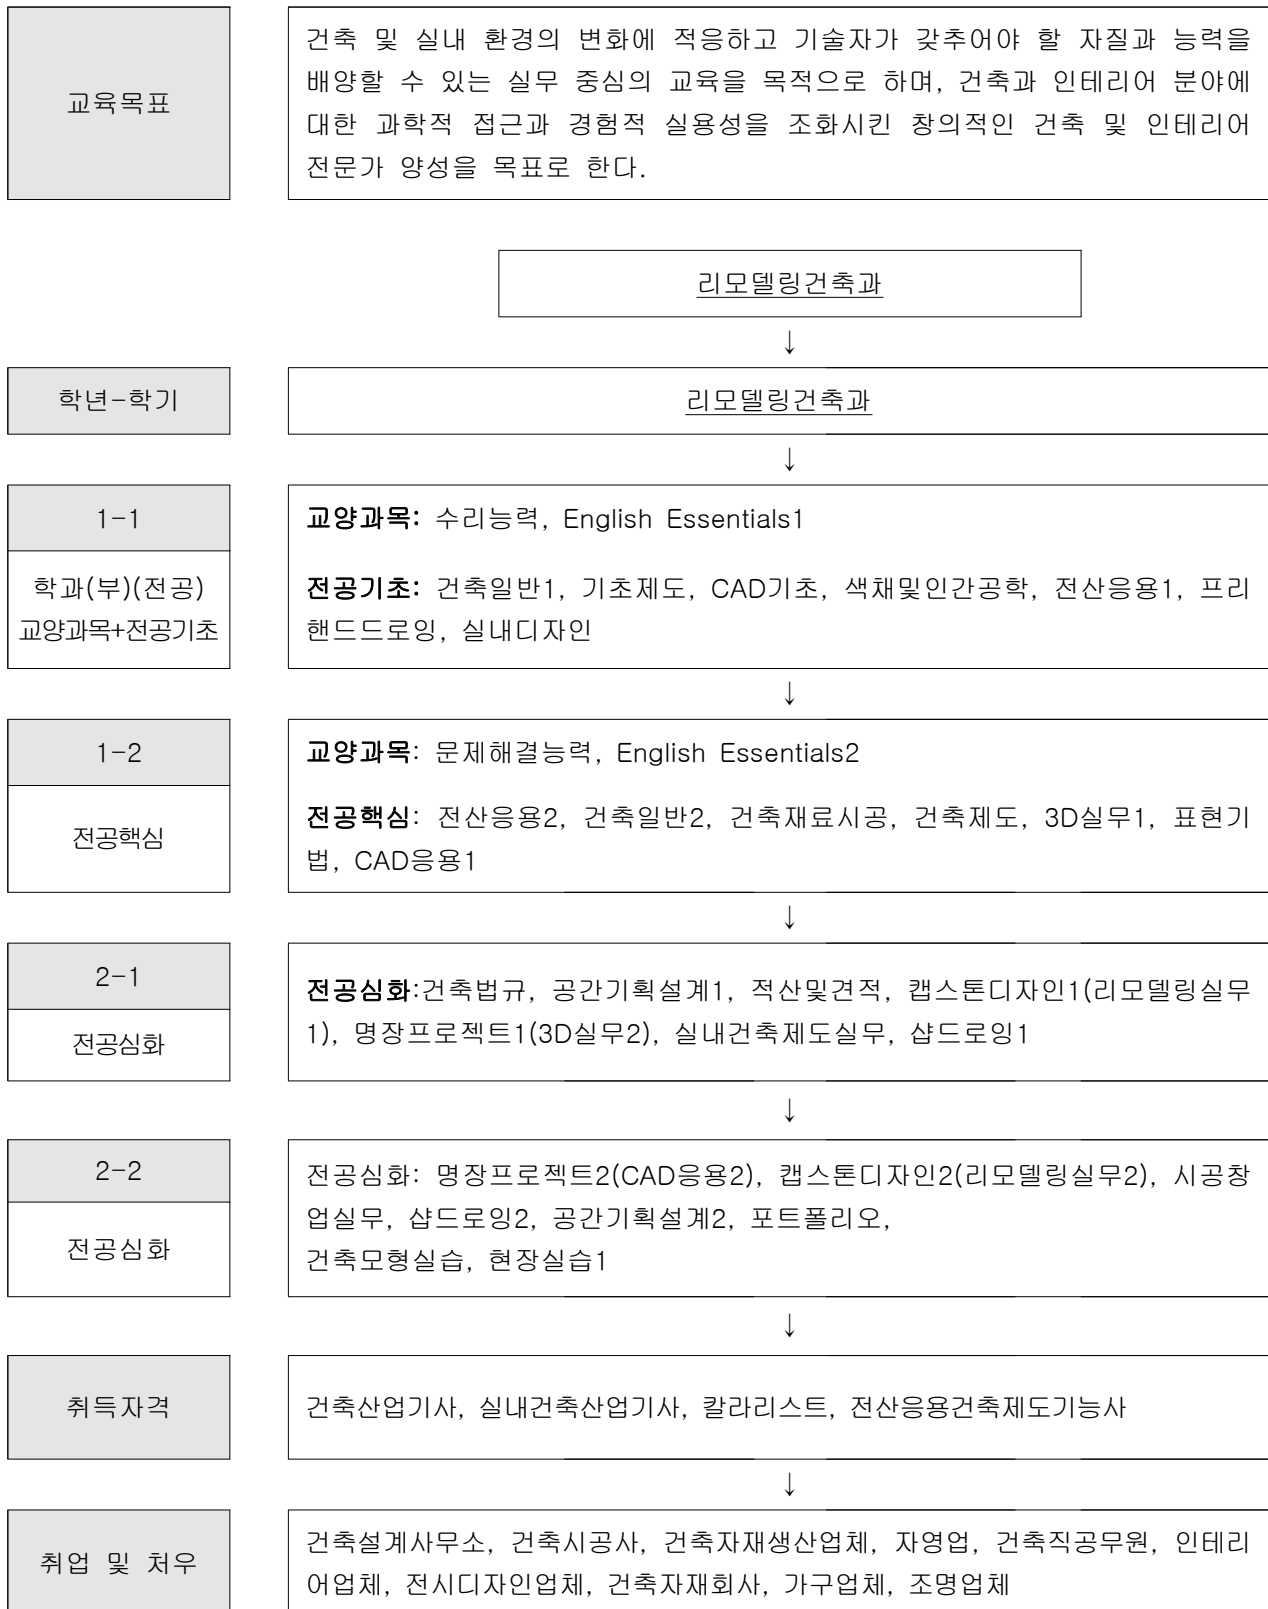 교육목표
건축 및 실내 환경의 변화에 적응하고 기술자가 갖추어야 할 자질과 능력을
배양할 수 있는 실무 중심의 교육을 목적으로 하며, 건축과 인테리어 분야에
대한 과학적 접근과 경험적 실용성을 조화시킨 창의적인 건축 및 인테리어
전문가 양성을 목표로 한다.
리모델링건축과
↓
학년-학기
리모델링건축과
↓
1-1
학과(부)(전공)
교양과목+전공기초
교양과목: 수리능력, English Essentials1
전공기초: 건축일반1, 기초제도, CAD기초, 색채및인간공학, 전산응용1, 프리
핸드드로잉, 실내디자인
↓
1-2
전공핵심
교양과목: 문제해결능력, English Essentials2
전공핵심: 전산응용2, 건축일반2, 건축재료시공, 건축제도, 3D실무1, 표현기
법, CAD응용1
↓
2-1
전공심화
전공심화:건축법규, 공간기획설계1, 적산및견적, 캡스톤디자인1(리모델링실무
1), 명장프로젝트1(3D실무2), 실내건축제도실무, 샵드로잉1
↓
2-2
전공심화
전공심화: 명장프로젝트2(CAD응용2), 캡스톤디자인2(리모델링실무2), 시공창
업실무, 샵드로잉2, 공간기획설계2, 포트폴리오,
건축모형실습, 현장실습1
↓
취득자격
건축산업기사, 실내건축산업기사, 칼라리스트, 전산응용건축제도기능사
↓
취업 및 처우
건축설계사무소, 건축시공사, 건축자재생산업체, 자영업, 건축직공무원, 인테리
어업체, 전시디자인업체, 건축자재회사, 가구업체, 조명업체